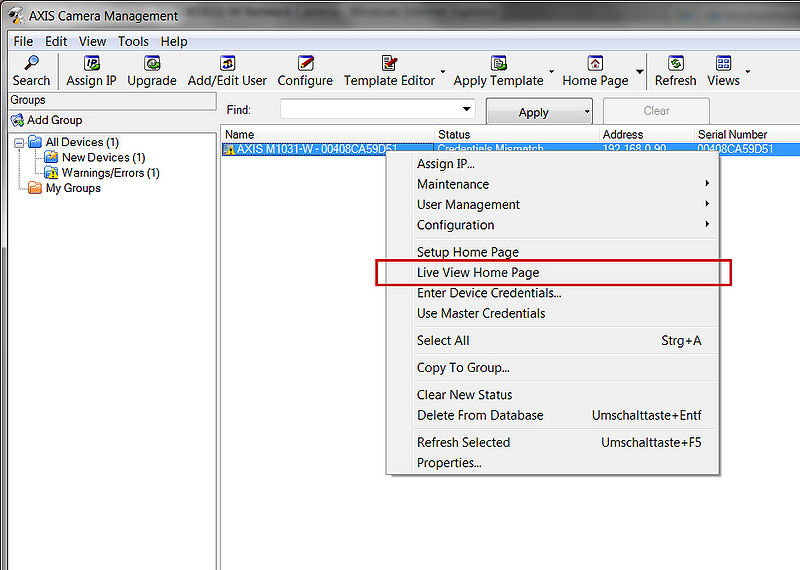 AXIS Camera Management
File Edit View Tools Help
Search Assign IP Upgrade Add/Edit User Configure Template Editor Apply Template Home Page Refresh Views
Groups
Add Group
All Devices (1)
New Devices (1)
Warnings/Errors (1)
My Groups
Find: Apply Clear
Name Status Address Serial Number
AXIS M1031-W - 00408CA59D51 Credentials Mismatch 192.168.0.90 00408CA59D51
Assign IP...
Maintenance
User Management
Configuration
Setup Home Page
Live View Home Page
Enter Device Credentials...
Use Master Credentials
Select All Strg+A
Copy To Group...
Clear New Status
Delete From Database Umschalttaste+Entf
Refresh Selected Umschalttaste+F5
Properties...